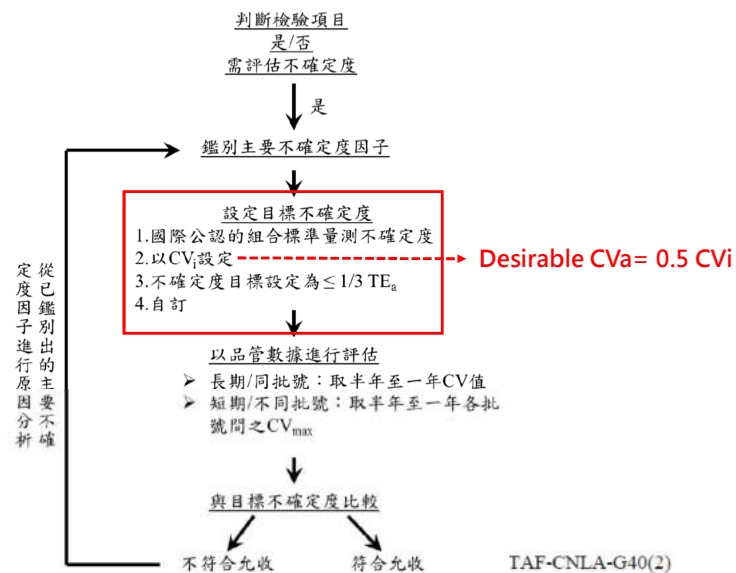 判斷檢驗項目
是/否
需評估不確定度
是
鑑別主要不確定度因子
設定目標不確定度
1.國際公認的組合標準量測不確定度
2.以CVi設定
Desirable CVa= 0.5 CVi
3.不確定度目標設定為≤ 1/3 TEa
4.自訂
從已鑑別出的主要不確
定度因子進行原因分析
以品管數據進行評估
➢ 長期/同批號：取半年至一年CV值
➢ 短期/不同批號：取半年至一年各批
號間之CVmax
與目標不確定度比較
不符合允收
符合允收
TAF-CNLA-G40(2)